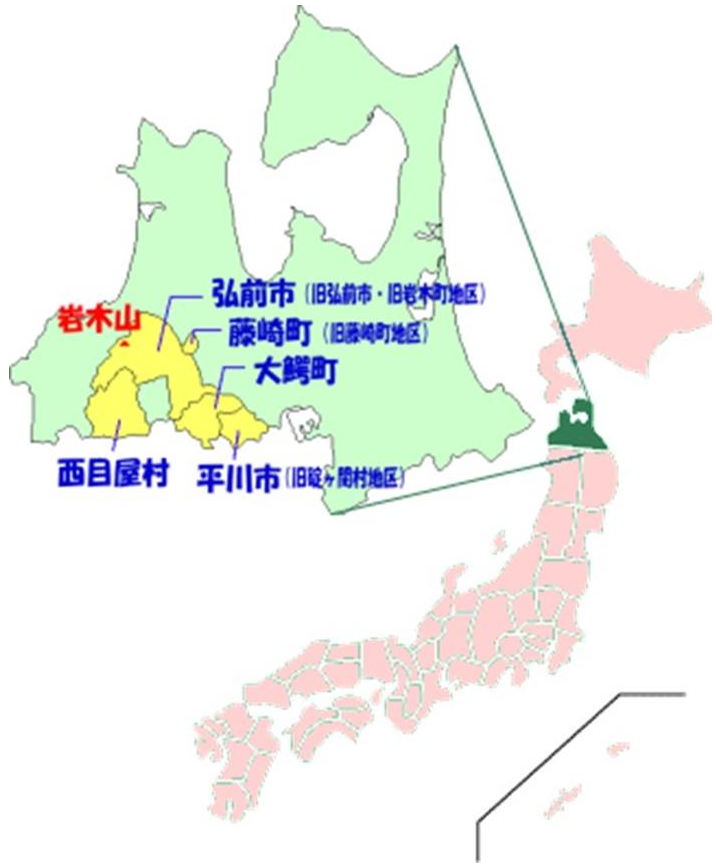 弘前市（旧弘前市・旧岩木町地区）
岩木山
藤崎町（旧藤崎町地区）
大鰐町
西目屋村
平川市（旧碇ヶ関村地区）